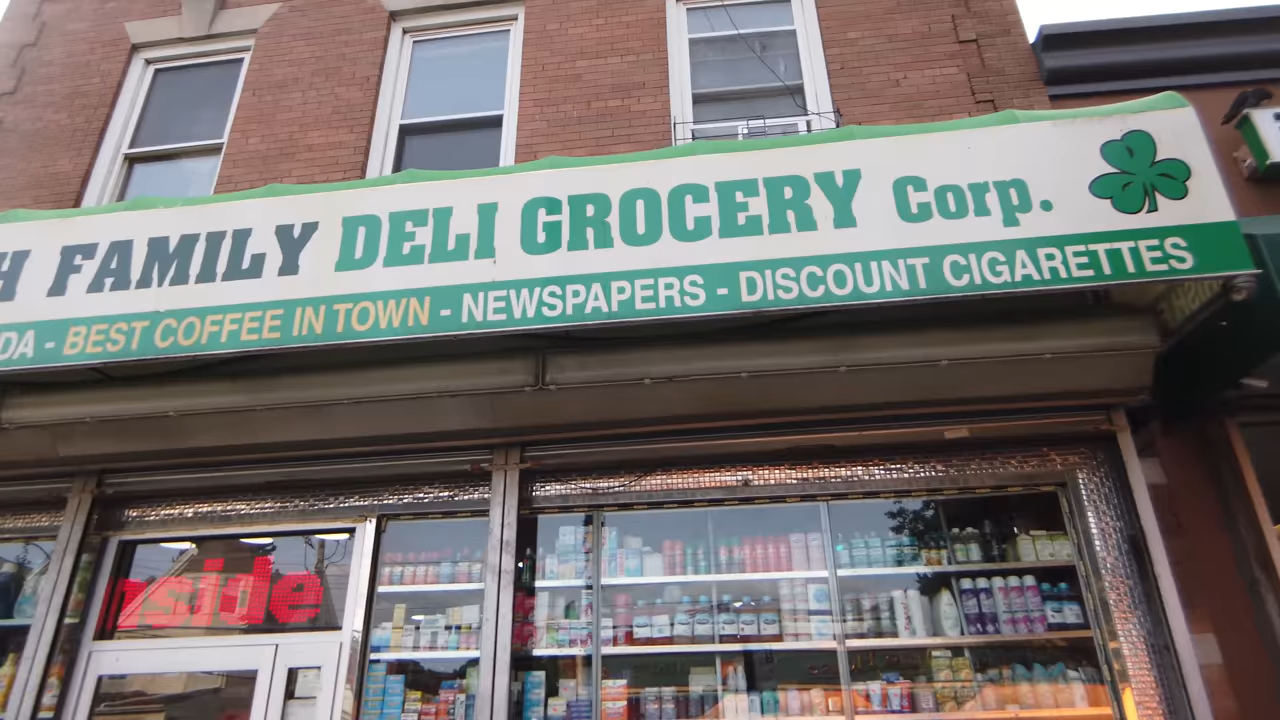 H FAMILY DELI GROCERY Corp.
DA - BEST COFFEE IN TOWN - NEWSPAPERS - DISCOUNT CIGARETTES
nside